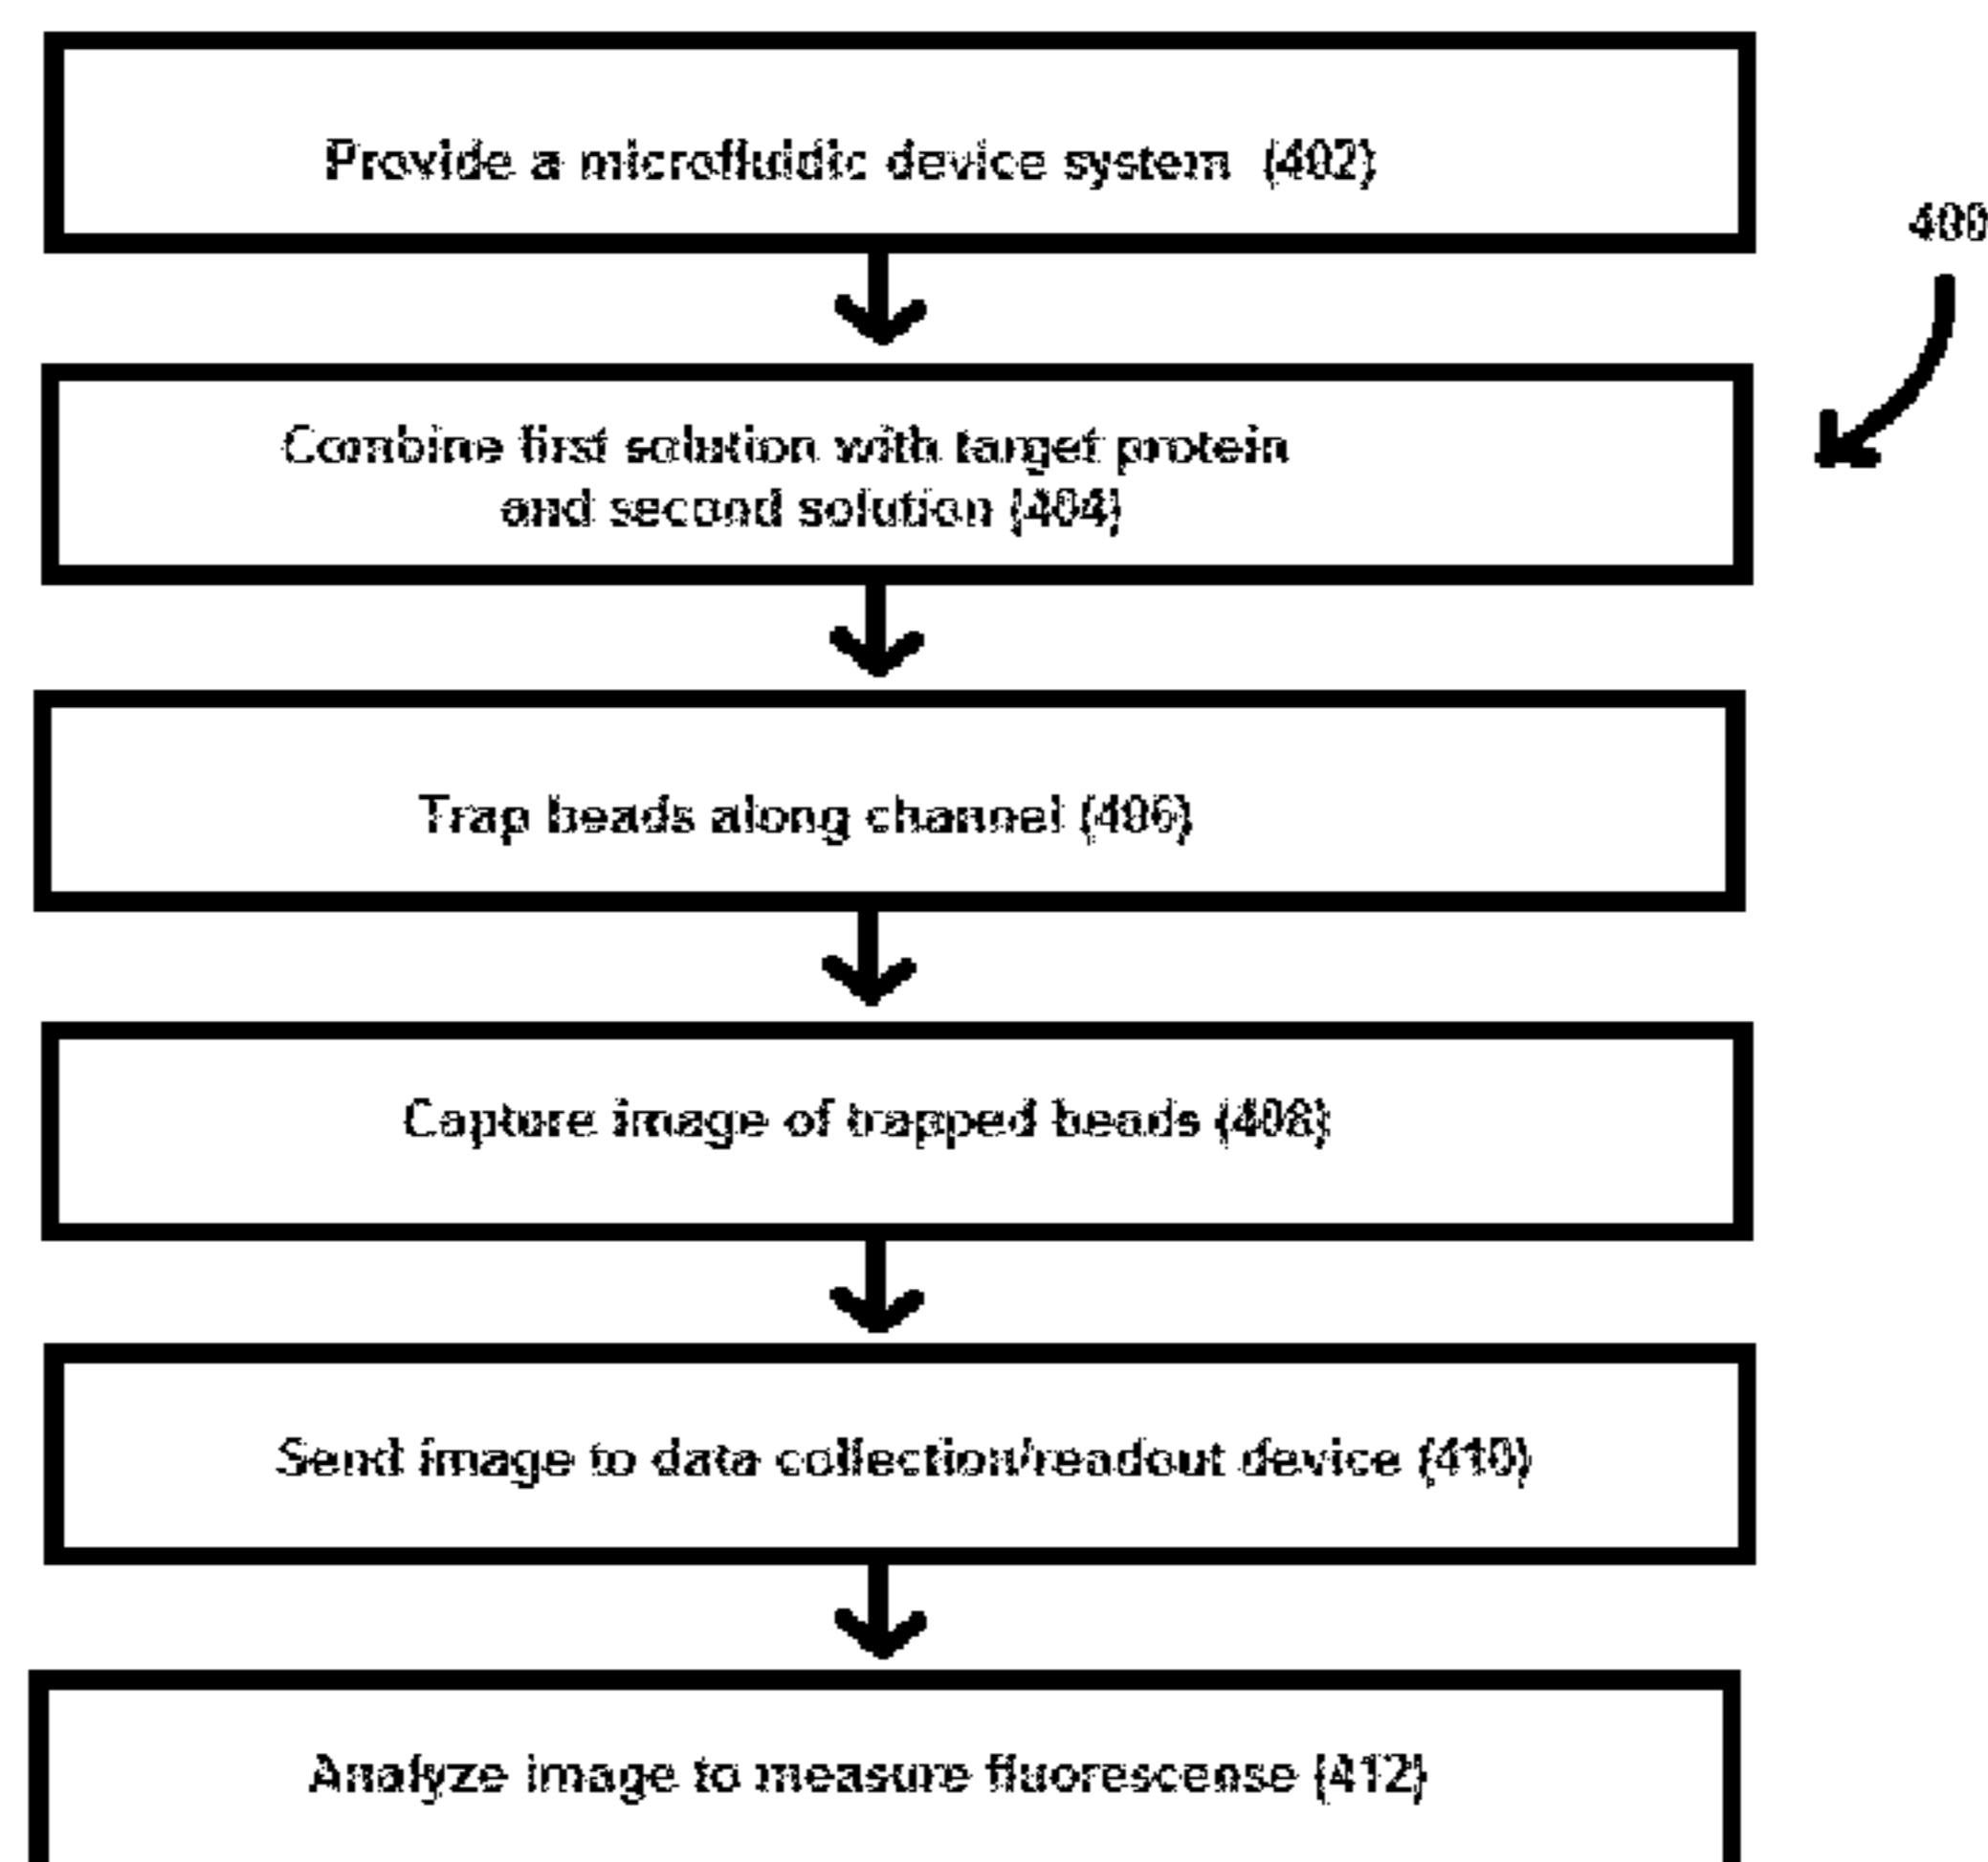 Provide a microfluidic device system (402)
400
Combine first solution with target protein
and second solution (404)
Trap beads along channel (406)
Capture image of trapped beads (408)
Send image to data collection/readout device (410)
Analyze image to measure fluorescense (412)